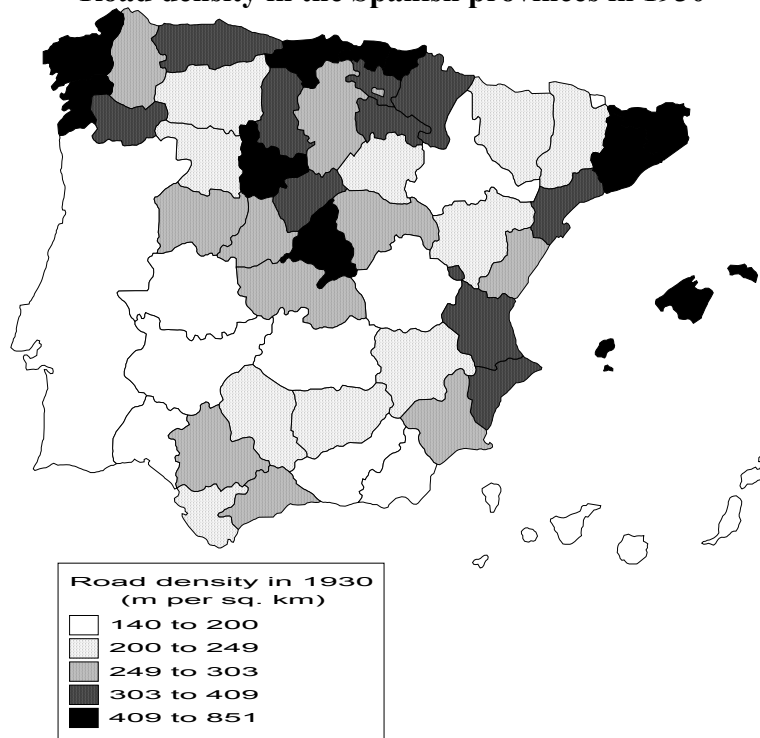 Road density in the Spanish provinces in 1930
Road density in 1930
(m per sq. km)
140 to 200
200 to 249
249 to 303
303 to 409
409 to 851